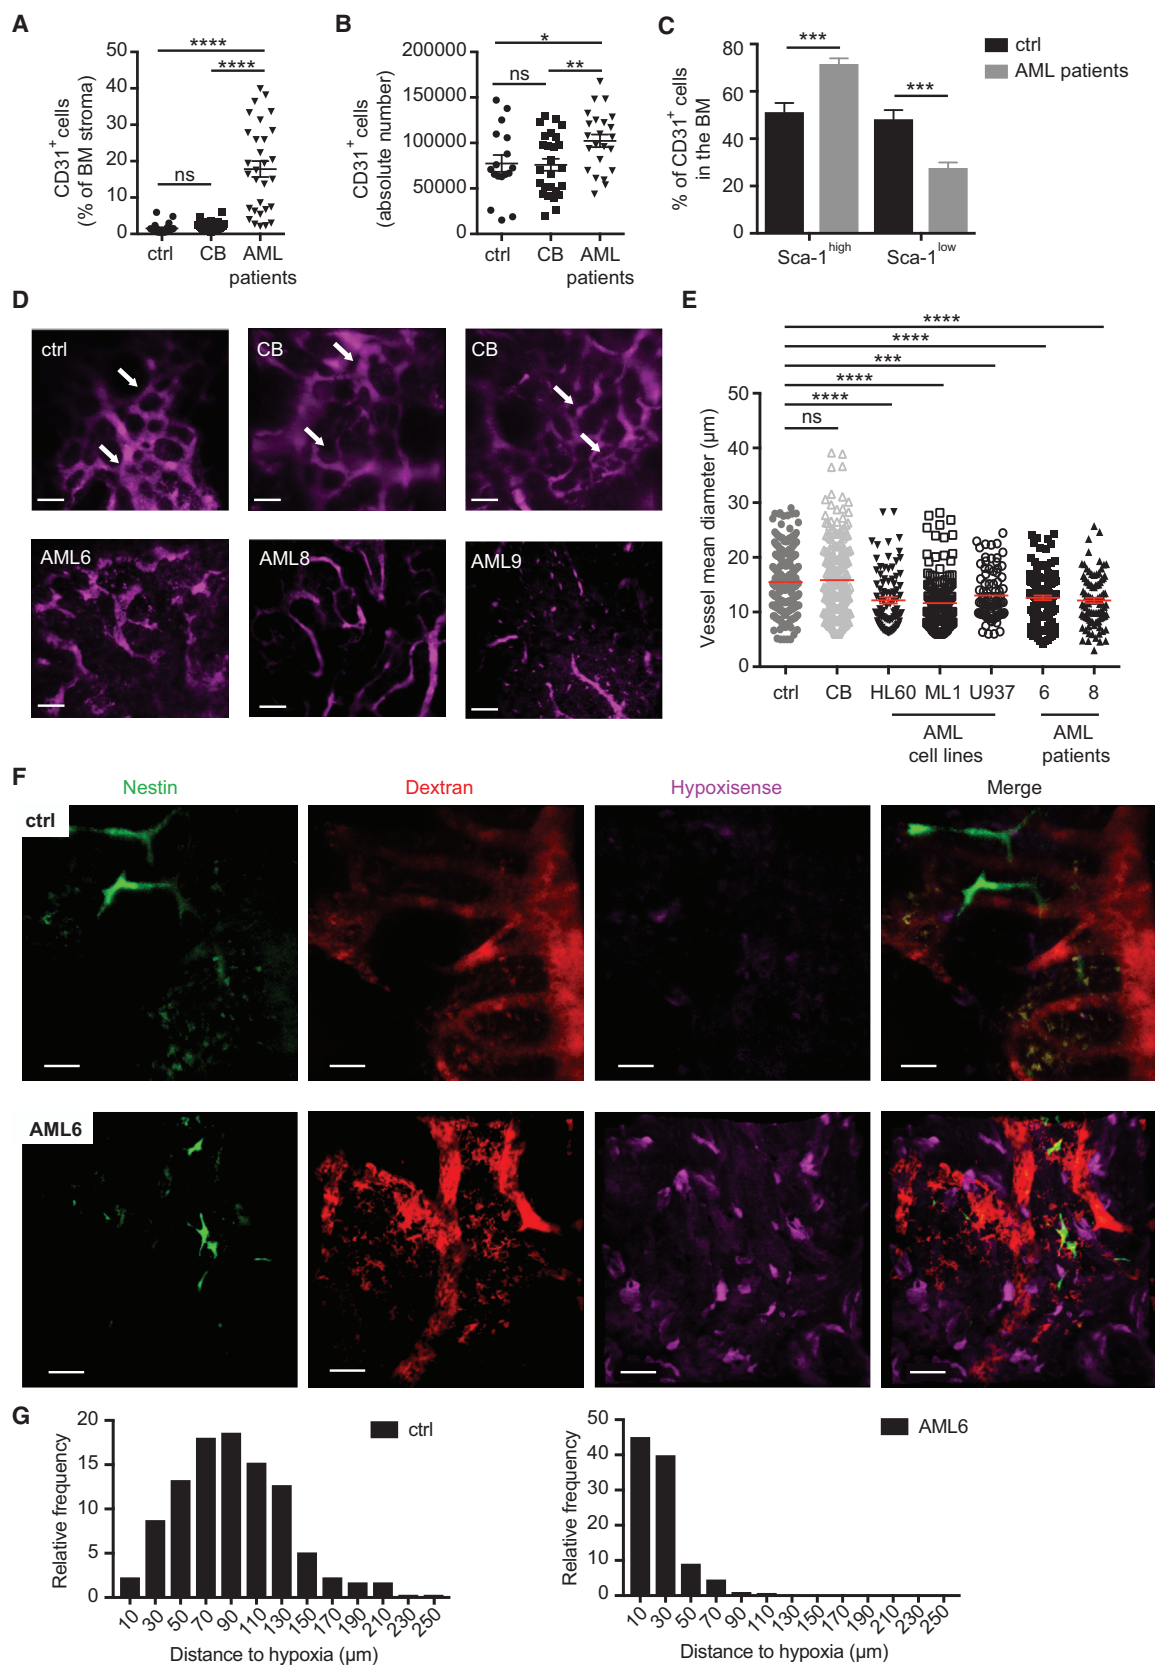 A
CD31+ cells
(% of BM stroma)
50
40
30
20
10
0
****
****
ns
ctrl
CB
AML
patients
B
CD31+ cells
(absolute number)
200000
150000
100000
50000
0
*
ns
**
ctrl
CB
AML
patients
C
% of CD31+ cells
in the BM
80
60
40
20
0
***
***
ctrl
AML patients
Sca-1high
Sca-1low
D
ctrl
CB
CB
AML6
AML8
AML9
E
Vessel mean diameter (µm)
50
40
30
20
10
0
****
****
***
****
****
ns
ctrl
CB
HL60
ML1
U937
6
8
AML
cell lines
AML
patients
F
Nestin
Dextran
Hypoxisense
Merge
ctrl
AML6
G
Relative frequency
20
15
10
5
0
ctrl
10
30
50
70
90
110
130
150
170
190
210
230
250
Distance to hypoxia (µm)
Relative frequency
50
40
30
20
10
0
AML6
10
30
50
70
90
110
130
150
170
190
210
230
250
Distance to hypoxia (µm)